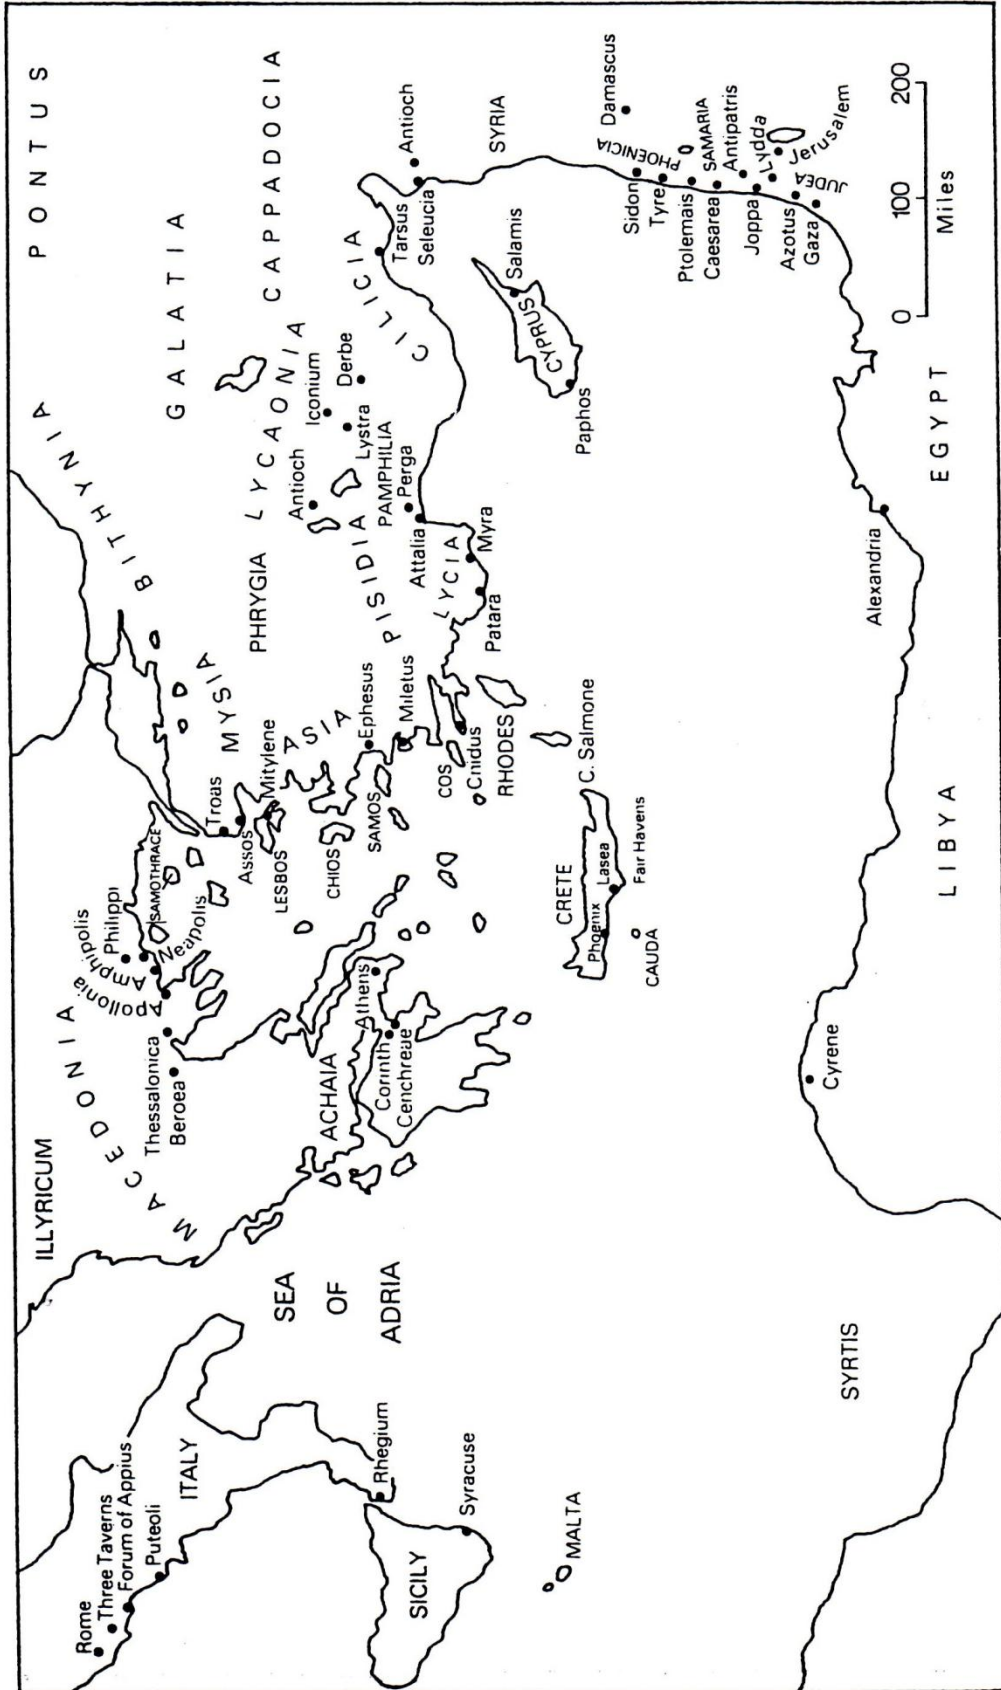 PONTUS
BITHYNIA
GALATIA
CAPPADOCIA
ILLYRICUM
MACEDONIA
Philippi
Amphipolis
Apollonia
Neapolis
SAMOTHRACE
Thessalonica
Beroea
Rome
Three Taverns
Forum of Appius
Puteoli
ITALY
Troas
MYSIA
Assos
Mitylene
LESBOS
ASIA
PHRYGIA
LYCAONIA
Antioch
Iconium
Lystra
Derbe
CILICIA
Tarsus
Seleucia
Antioch
SYRIA
SEA
OF
ADRIA
ACHAIA
Athens
Corinth
Cenchreae
CHIOS
SAMOS
Ephesus
Miletus
PISIDIA
PAMPHILIA
Perga
Attalia
LYCIA
Myra
Patara
COS
Cnidus
RHODES
Rhegium
SICILY
Syracuse
MALTA
CRETE
Phoenix
Lasea
Fair Havens
C. Salmone
CAUDA
CYPRUS
Salamis
Paphos
Damascus
PHOENICIA
Sidon
Tyre
Ptolemais
Caesarea
SAMARIA
Antipatris
Joppa
Lydda
Jerusalem
Azotus
Gaza
JUDEA
Cyrene
SYRTIS
LIBYA
Alexandria
EGYPT
0 100 200
Miles